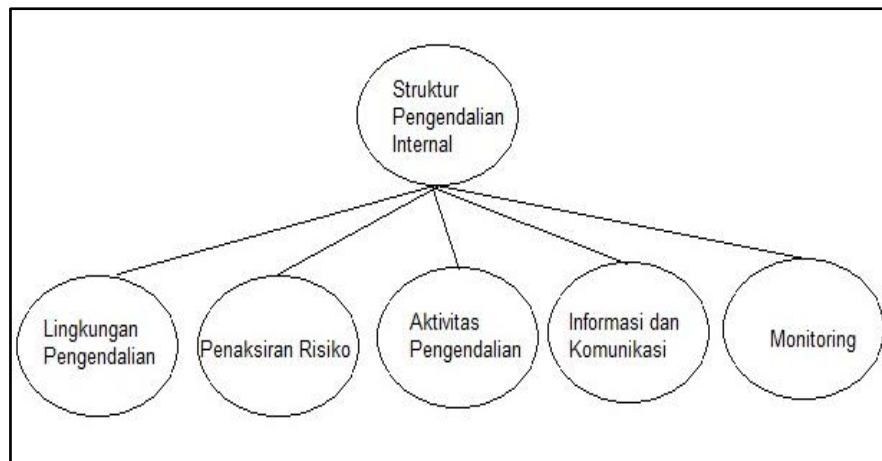 Struktur
Pengendalian
Internal
Lingkungan
Pengendalian
Penaksiran Risiko
Aktivitas
Pengendalian
Informasi dan
Komunikasi
Monitoring